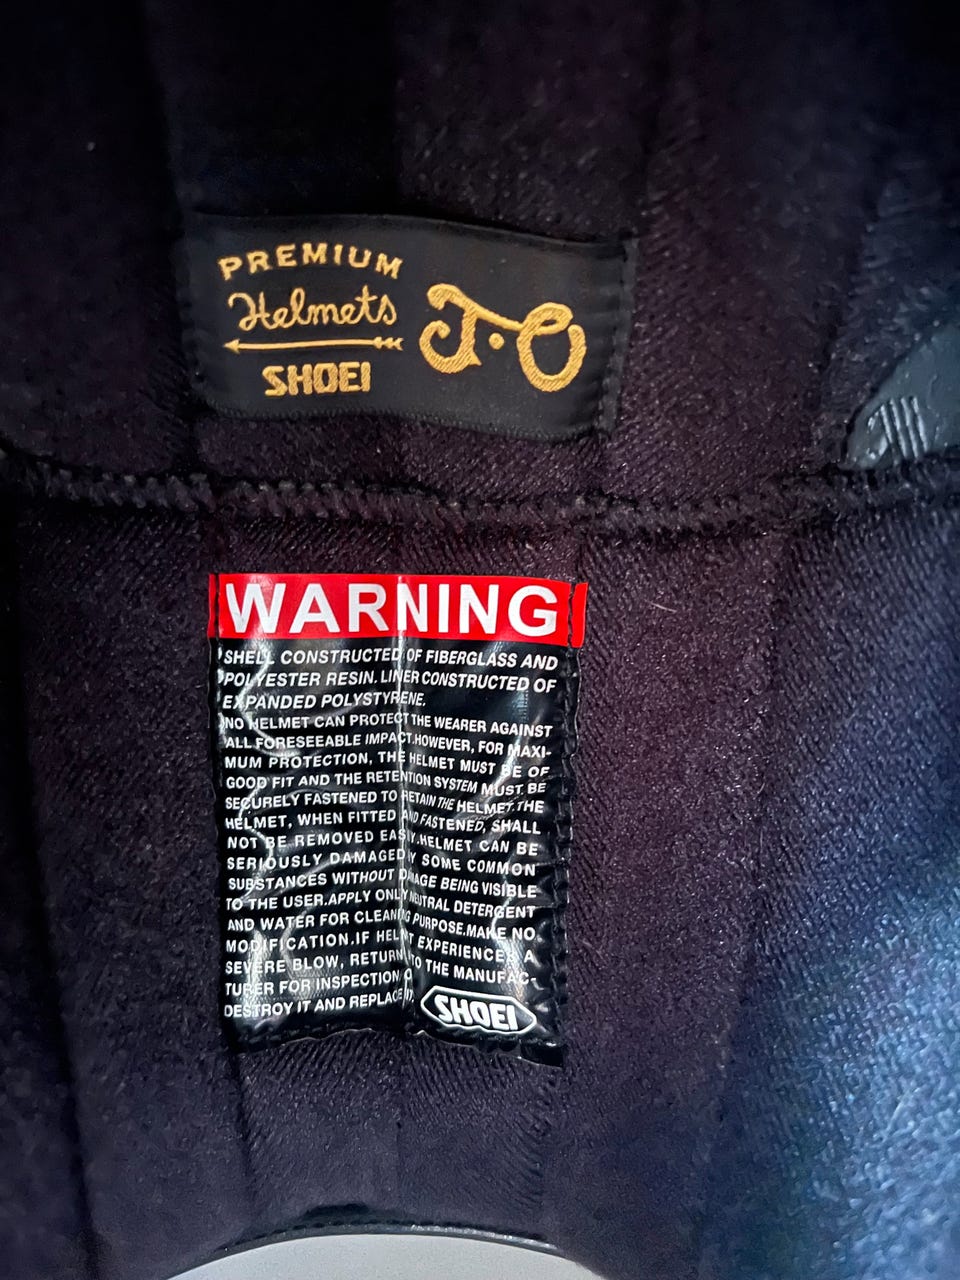 PREMIUM
Helmets
SHOEI
J·O
WARNING
SHELL CONSTRUCTED OF FIBERGLASS AND
POLYESTER RESIN. LINER CONSTRUCTED OF
EXPANDED POLYSTYRENE.
NO HELMET CAN PROTECT THE WEARER AGAINST
ALL FORESEEABLE IMPACT.HOWEVER, FOR MAXI-
MUM PROTECTION, THE HELMET MUST BE OF
GOOD FIT AND THE RETENTION SYSTEM MUST BE
SECURELY FASTENED TO RETAIN THE HELMET.THE
HELMET, WHEN FITTED AND FASTENED, SHALL
NOT BE REMOVED EASILY.HELMET CAN BE
SERIOUSLY DAMAGED BY SOME COMMON
SUBSTANCES WITHOUT DAMAGE BEING VISIBLE
TO THE USER.APPLY ONLY NEUTRAL DETERGENT
AND WATER FOR CLEANING PURPOSE.MAKE NO
MODIFICATION.IF HELMET EXPERIENCES A
SEVERE BLOW, RETURN TO THE MANUFAC-
TURER FOR INSPECTION
DESTROY IT AND REPLACE IT.
SHOEI